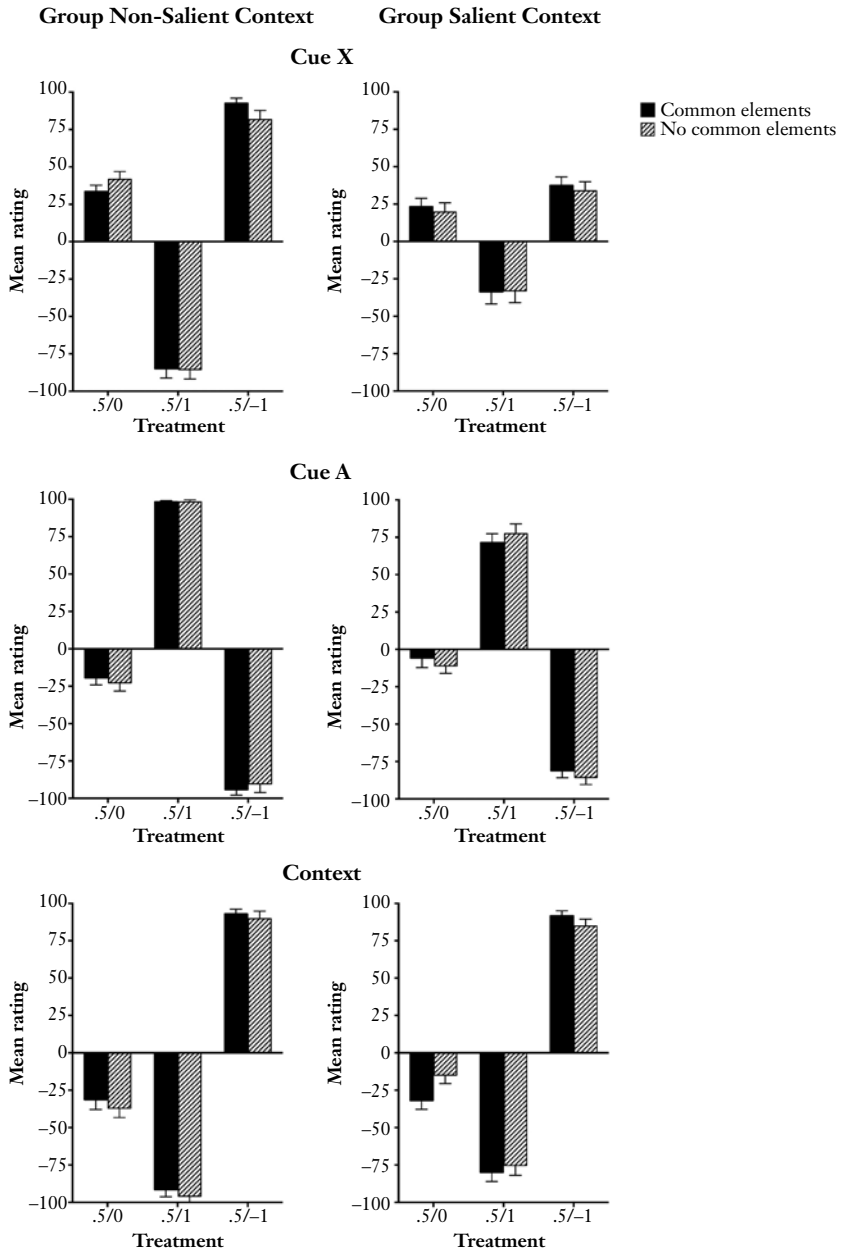 Group Non-Salient Context Group Salient Context
Cue X
Common elements
No common elements
Mean rating
100
75
50
25
0
−25
−50
−75
−100
.5/0 .5/1 .5/−1
Treatment
Mean rating
100
75
50
25
0
−25
−50
−75
−100
.5/0 .5/1 .5/−1
Treatment
Cue A
Mean rating
100
75
50
25
0
−25
−50
−75
−100
.5/0 .5/1 .5/−1
Treatment
Mean rating
100
75
50
25
0
−25
−50
−75
−100
.5/0 .5/1 .5/−1
Treatment
Context
Mean rating
100
75
50
25
0
−25
−50
−75
−100
.5/0 .5/1 .5/−1
Treatment
Mean rating
100
75
50
25
0
−25
−50
−75
−100
.5/0 .5/1 .5/−1
Treatment